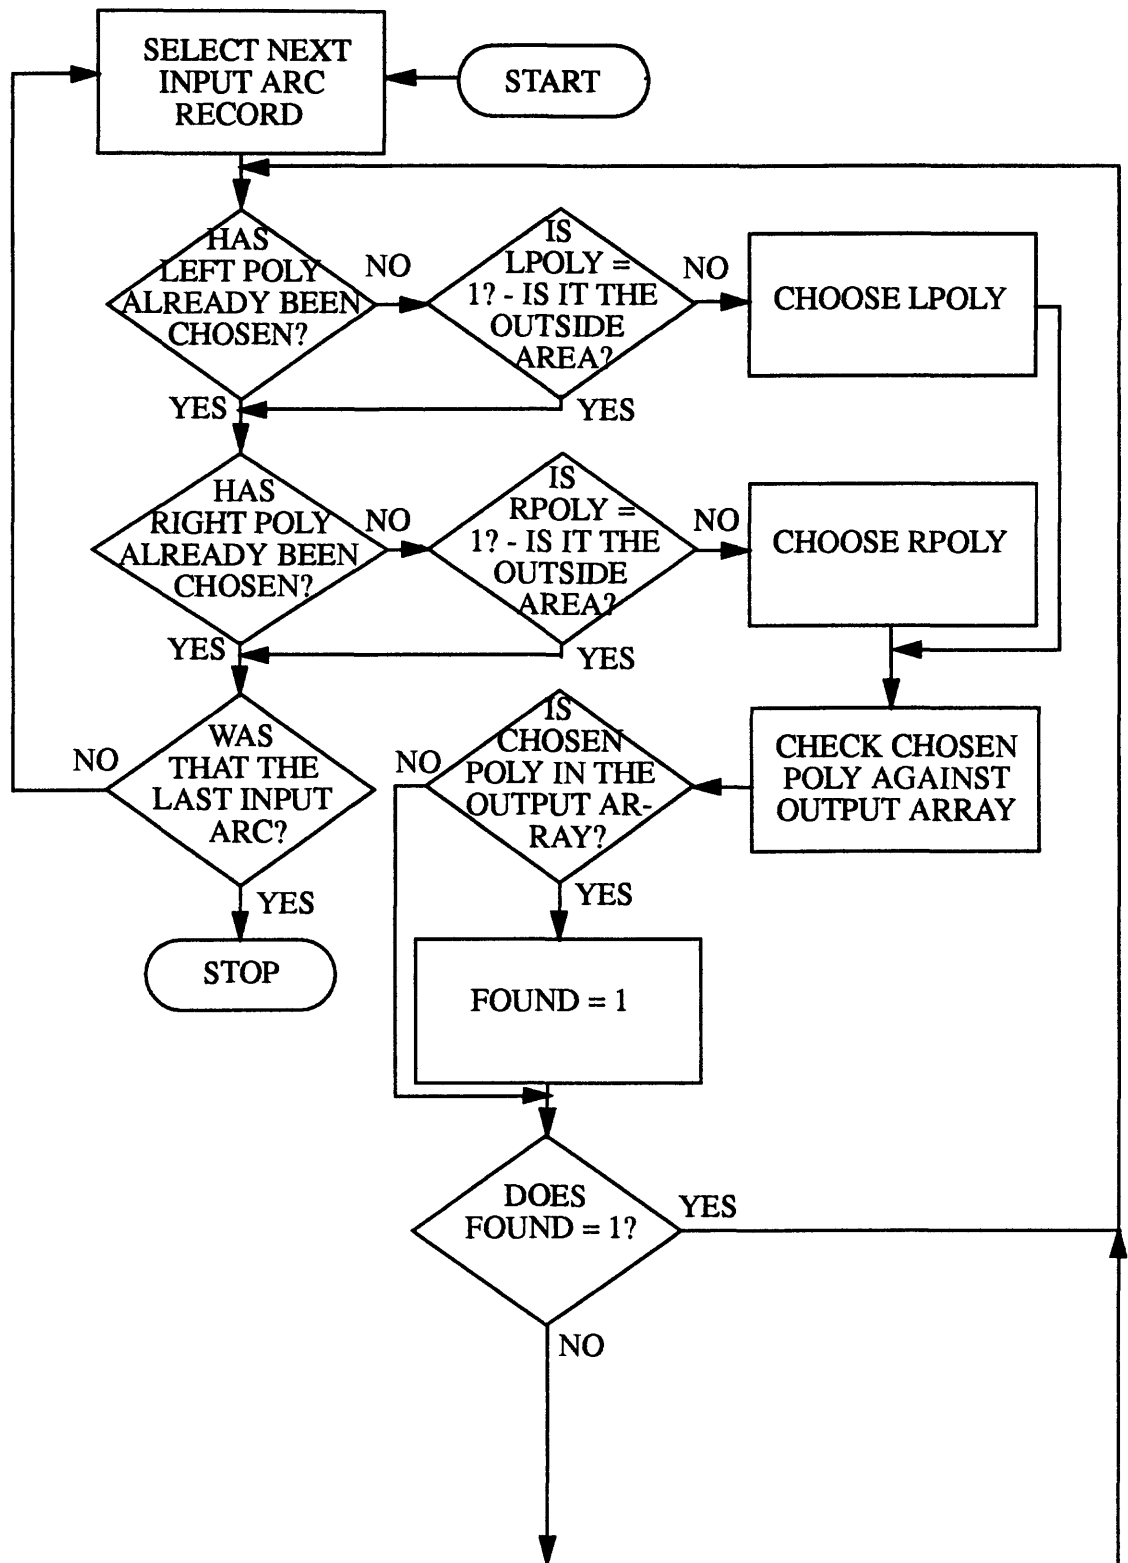 SELECT NEXT
INPUT ARC
RECORD
START
HAS
LEFT POLY
ALREADY BEEN
CHOSEN?
NO
IS
LPOLY =
1? - IS IT THE
OUTSIDE
AREA?
NO
CHOOSE LPOLY
YES
YES
HAS
RIGHT POLY
ALREADY BEEN
CHOSEN?
NO
IS
RPOLY =
1? - IS IT THE
OUTSIDE
AREA?
NO
CHOOSE RPOLY
YES
YES
NO
WAS
THAT THE
LAST INPUT
ARC?
NO
IS
CHOSEN
POLY IN THE
OUTPUT AR-
RAY?
CHECK CHOSEN
POLY AGAINST
OUTPUT ARRAY
YES
YES
STOP
FOUND = 1
DOES
FOUND = 1?
YES
NO